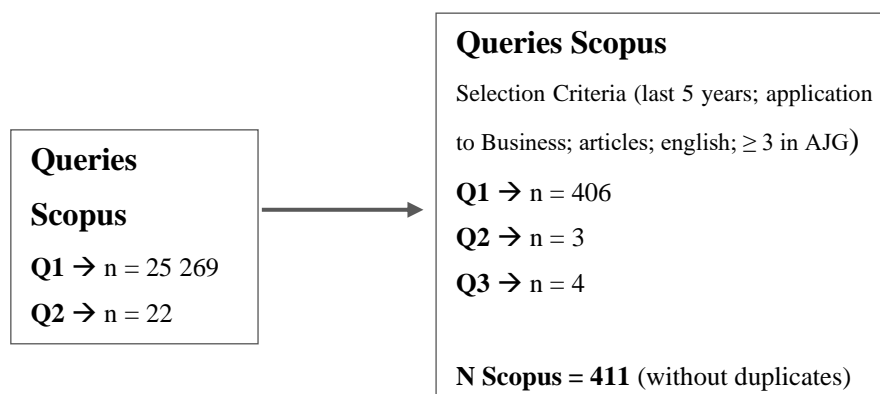 Queries
Scopus
Q1 → n = 25 269
Q2 → n = 22
Queries Scopus
Selection Criteria (last 5 years; application
to Business; articles; english; ≥ 3 in AJG)
Q1 → n = 406
Q2 → n = 3
Q3 → n = 4
N Scopus = 411 (without duplicates)